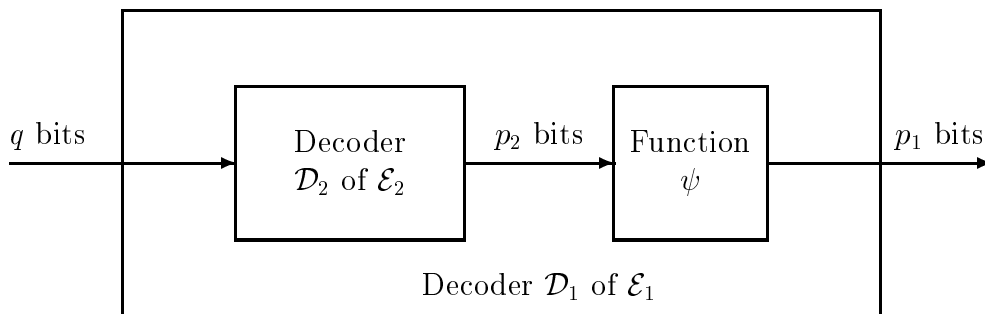 q bits
Decoder
𝒟₂ of ℰ₂
p₂ bits
Function
ψ
p₁ bits
Decoder 𝒟₁ of ℰ₁